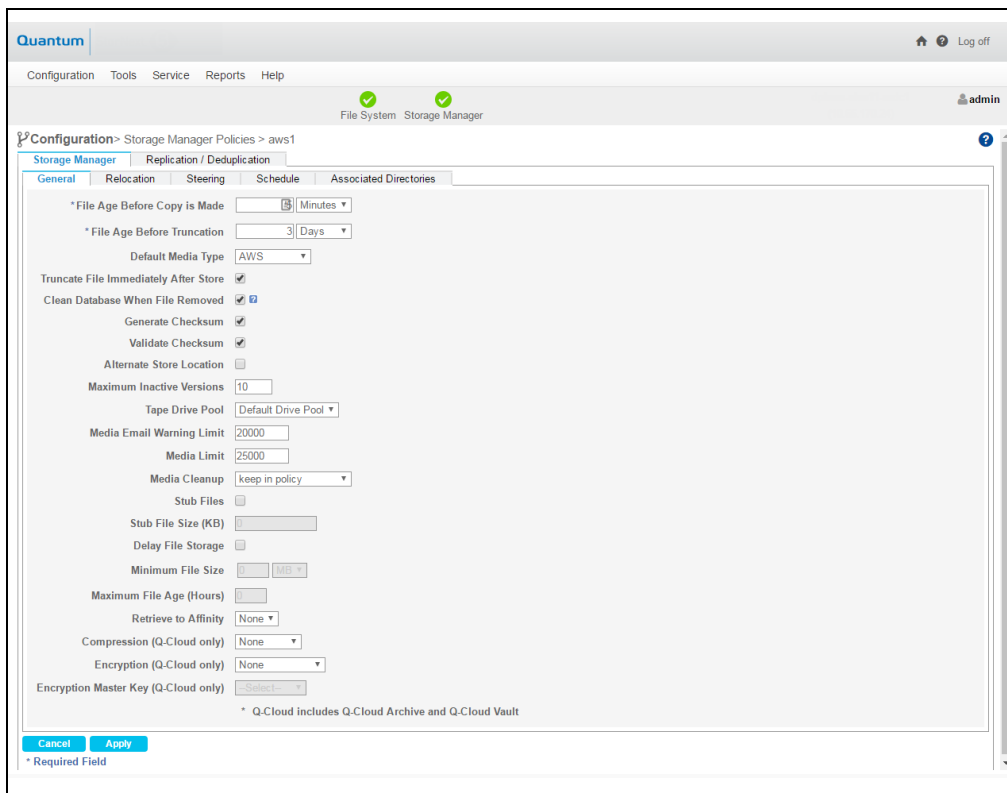 Quantum
Log off
Configuration Tools Service Reports Help
File System Storage Manager
admin
Configuration> Storage Manager Policies > aws1
Storage Manager Replication / Deduplication
General Relocation Steering Schedule Associated Directories
*File Age Before Copy is Made Minutes
* File Age Before Truncation 3 Days
Default Media Type AWS
Truncate File Immediately After Store
Clean Database When File Removed
Generate Checksum
Validate Checksum
Alternate Store Location
Maximum Inactive Versions 10
Tape Drive Pool Default Drive Pool
Media Email Warning Limit 20000
Media Limit 25000
Media Cleanup keep in policy
Stub Files
Stub File Size (KB) 0
Delay File Storage
Minimum File Size 0 MB
Maximum File Age (Hours) 0
Retrieve to Affinity None
Compression (Q-Cloud only) None
Encryption (Q-Cloud only) None
Encryption Master Key (Q-Cloud only) --Select--
* Q-Cloud includes Q-Cloud Archive and Q-Cloud Vault
Cancel Apply
* Required Field